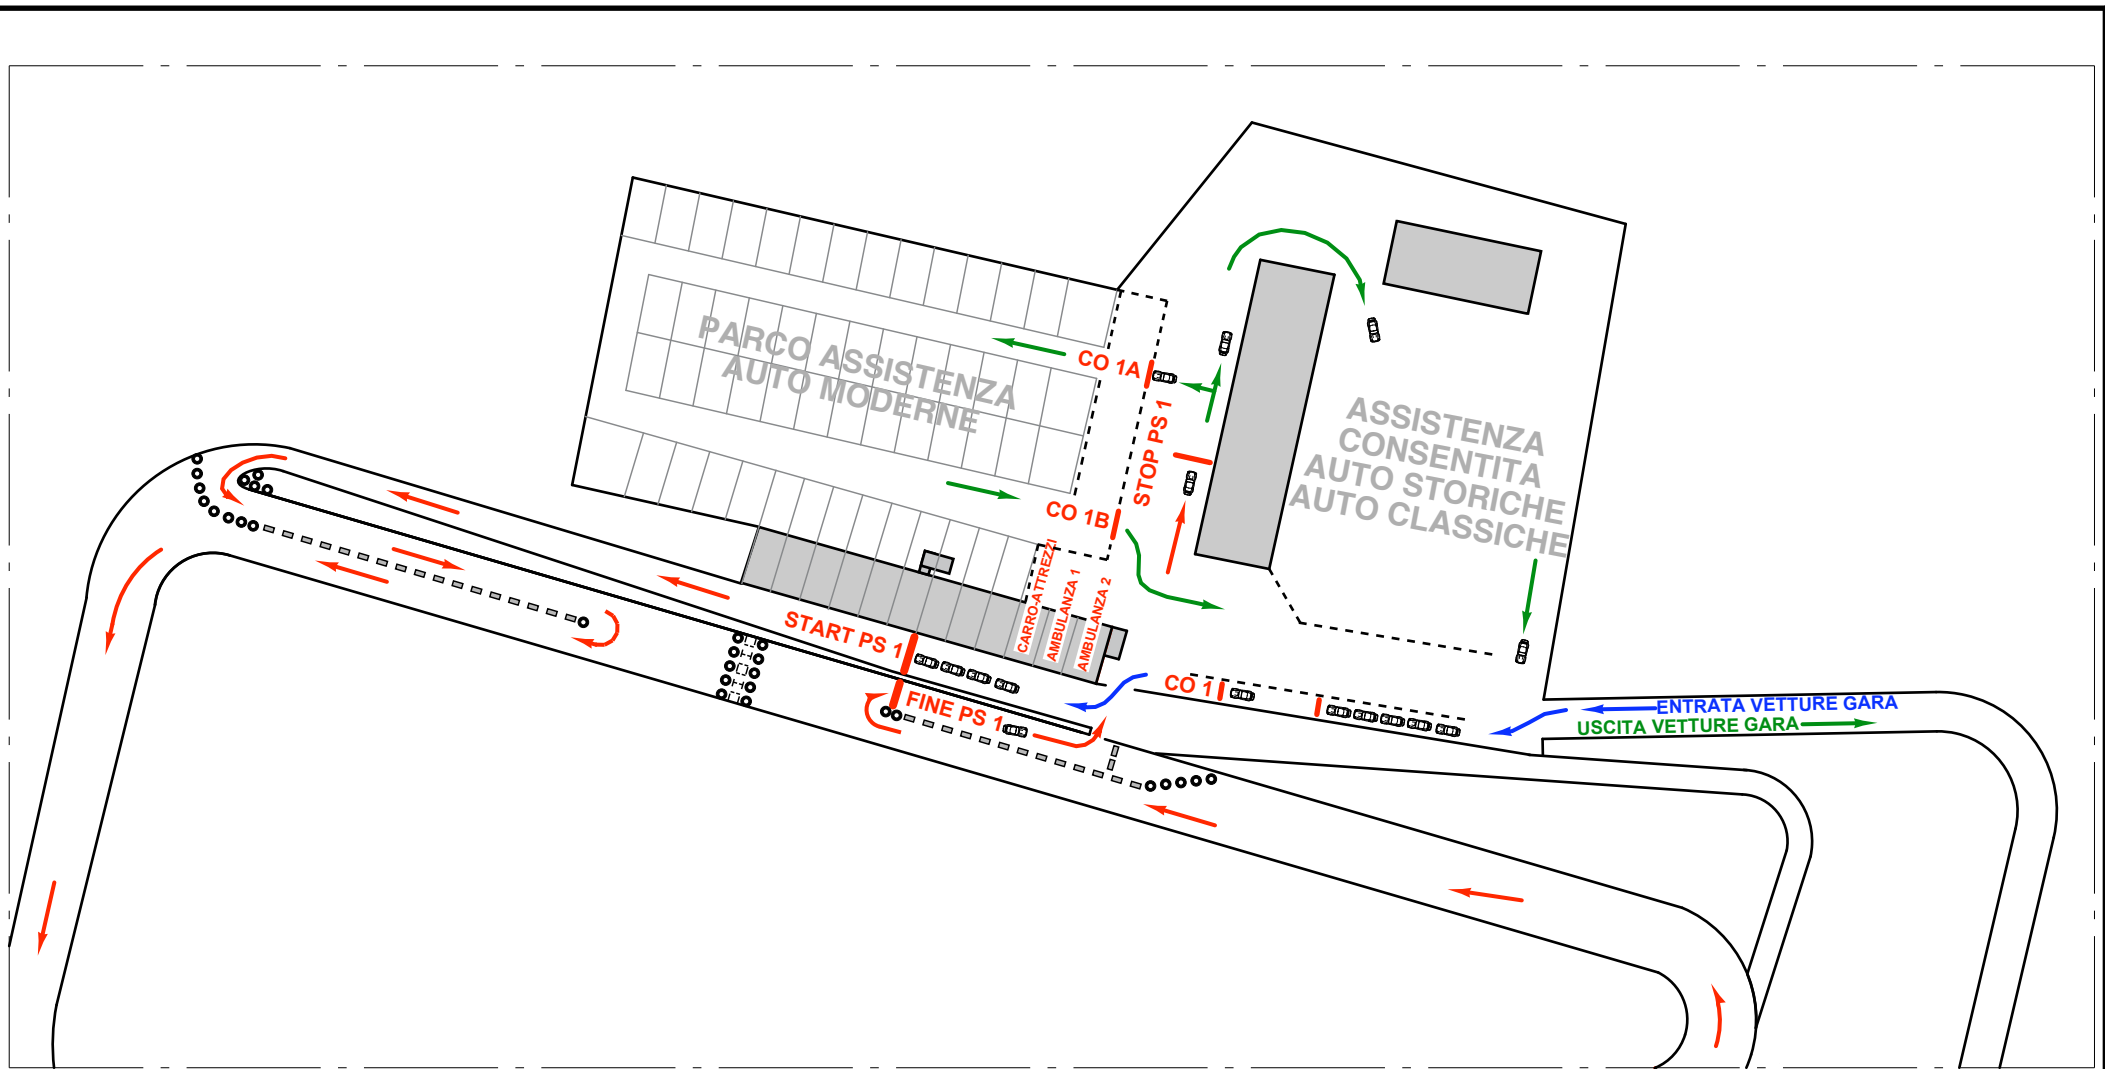 PARCO ASSISTENZA
AUTO MODERNE
CO 1A
STOP PS 1
CO 1B
ASSISTENZA
CONSENTITA
AUTO STORICHE
AUTO CLASSICHE
CARRO-ATTREZZI
AMBULANZA 1
AMBULANZA 2
START PS 1
FINE PS 1
CO 1
ENTRATA VETTURE GARA
USCITA VETTURE GARA